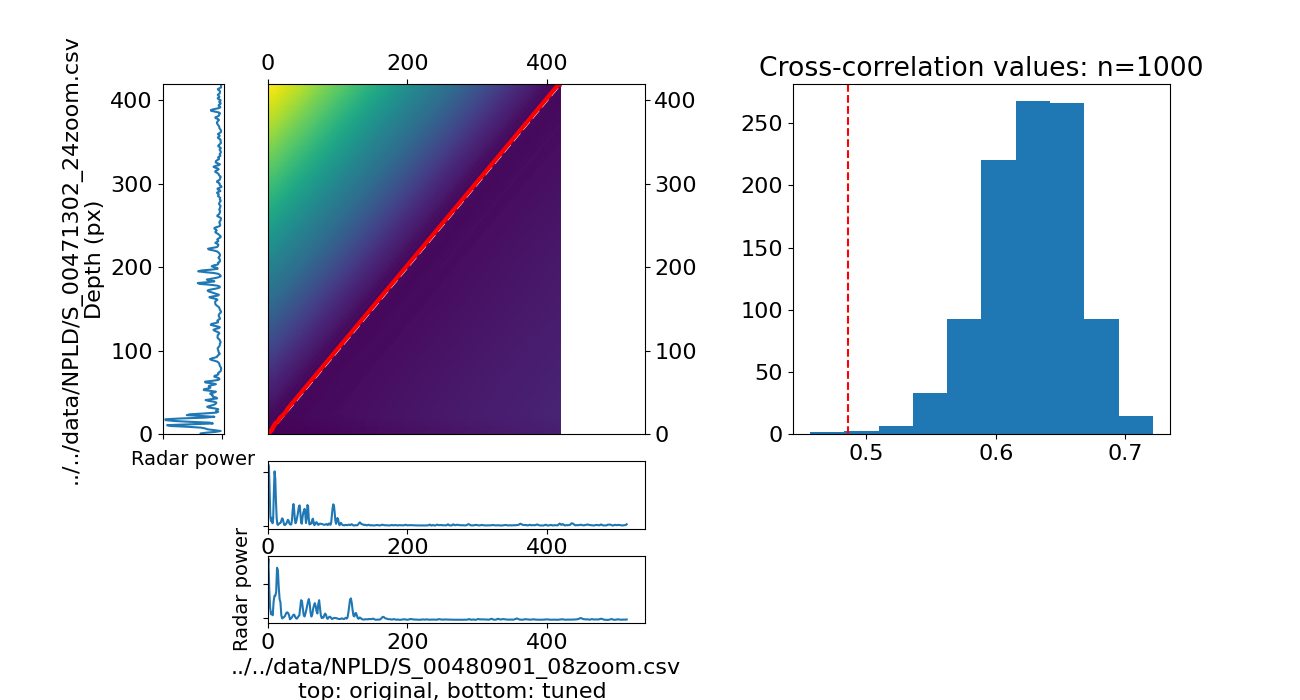 Cross-correlation values: n=1000
0 200 400
../../data/NPLD/S_00471302_24zoom.csv
Depth (px)
400
300
200
100
0
Radar power
400
300
200
100
0
250
200
150
100
50
0
0.5 0.6 0.7
0 200 400
Radar power
0 200 400
../../data/NPLD/S_00480901_08zoom.csv
top: original, bottom: tuned